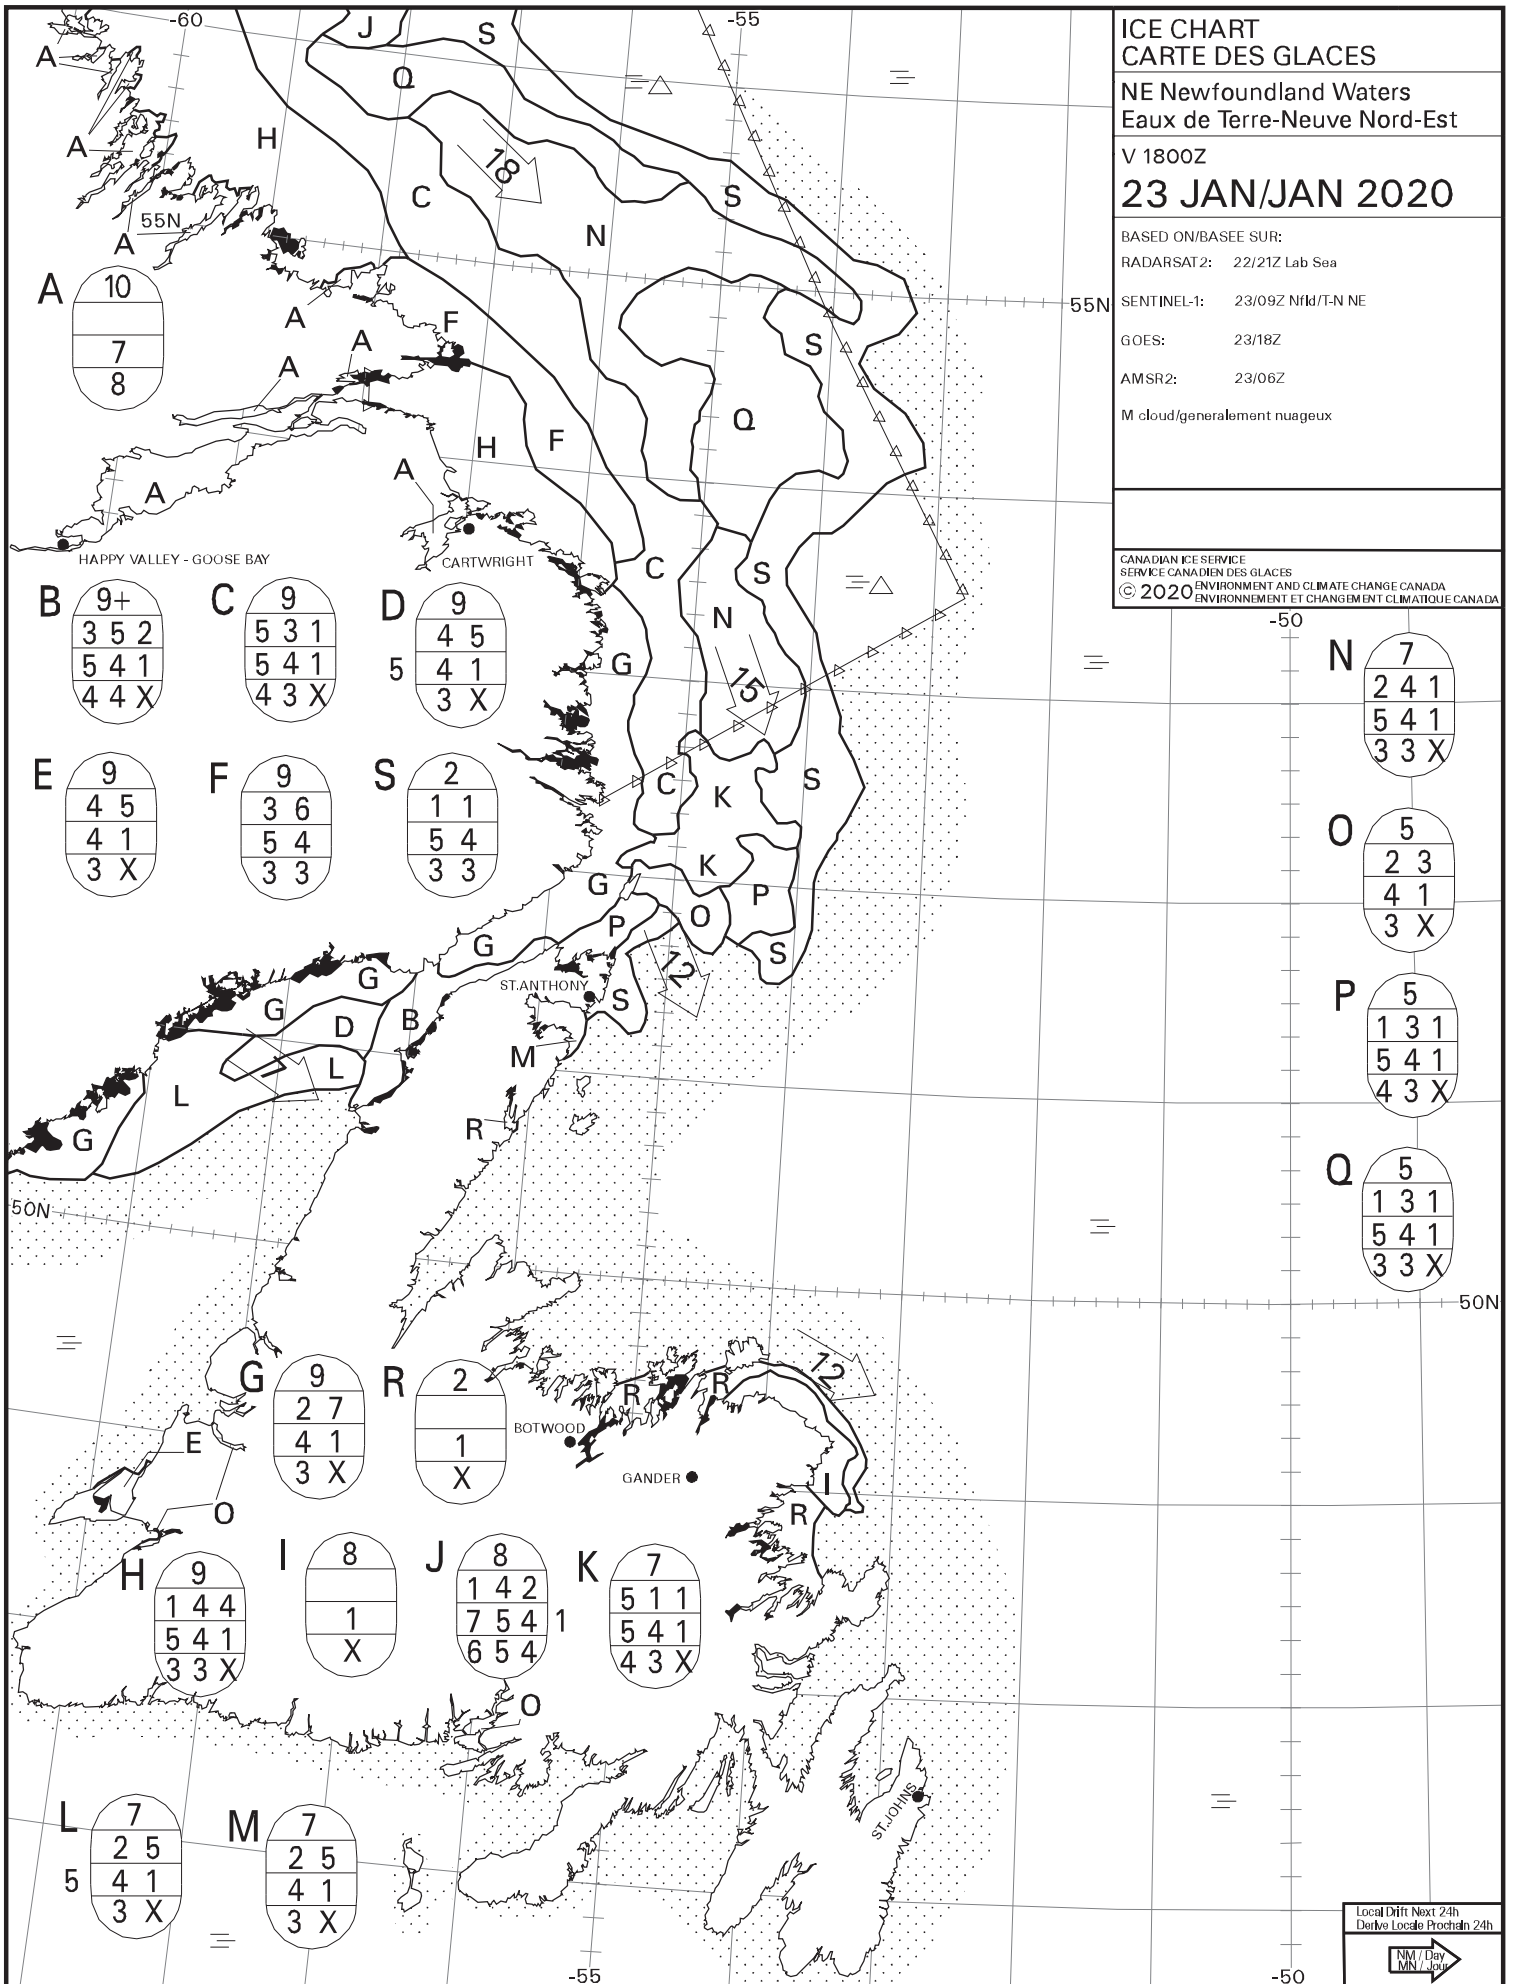 -60
-55
ICE CHART
CARTE DES GLACES
NE Newfoundland Waters
Eaux de Terre-Neuve Nord-Est
V 1800Z
23 JAN/JAN 2020
BASED ON/BASEE SUR:
RADARSAT2: 22/21Z Lab Sea
SENTINEL-1: 23/09Z Nfld/T-N NE
GOES: 23/18Z
AMSR2: 23/06Z
M cloud/generalement nuageux
CANADIAN ICE SERVICE
SERVICE CANADIEN DES GLACES
© 2020 ENVIRONMENT AND CLIMATE CHANGE CANADA
ENVIRONNEMENT ET CHANGEMENT CLIMATIQUE CANADA
J
S
A
Q
H
A
18
C
S
55N
A
N
A
10
7
8
A
F
55N
A
S
A
Q
H
F
A
A
HAPPY VALLEY - GOOSE BAY
CARTWRIGHT
C
S
B
9+
3 5 2
5 4 1
4 4 X
C
9
5 3 1
5 4 1
4 3 X
D
9
4 5
5 4 1
3 X
N
G
15
-50
N
7
2 4 1
5 4 1
3 3 X
E
9
4 5
4 1
3 X
F
9
3 6
5 4
3 3
S
2
1 1
5 4
3 3
C
K
S
O
5
2 3
4 1
3 X
K
G
P
O
P
G
S
12
G
ST.ANTHONY
S
G
D
B
P
5
1 3 1
5 4 1
4 3 X
M
7
L
L
R
G
Q
5
1 3 1
5 4 1
3 3 X
50N
50N
G
9
2 7
4 1
3 X
R
2
1
X
12
R
R
BOTWOOD
E
GANDER
I
O
R
H
9
1 4 4
5 4 1
3 3 X
I
8
1
X
J
8
1 4 2
7 5 4 1
6 5 4
K
7
5 1 1
5 4 1
4 3 X
O
ST.JOHNS
L
7
2 5
5 4 1
3 X
M
7
2 5
4 1
3 X
Local Drift Next 24h
Derive Locale Prochain 24h
NM / Day
MN / Jour
-55
-50